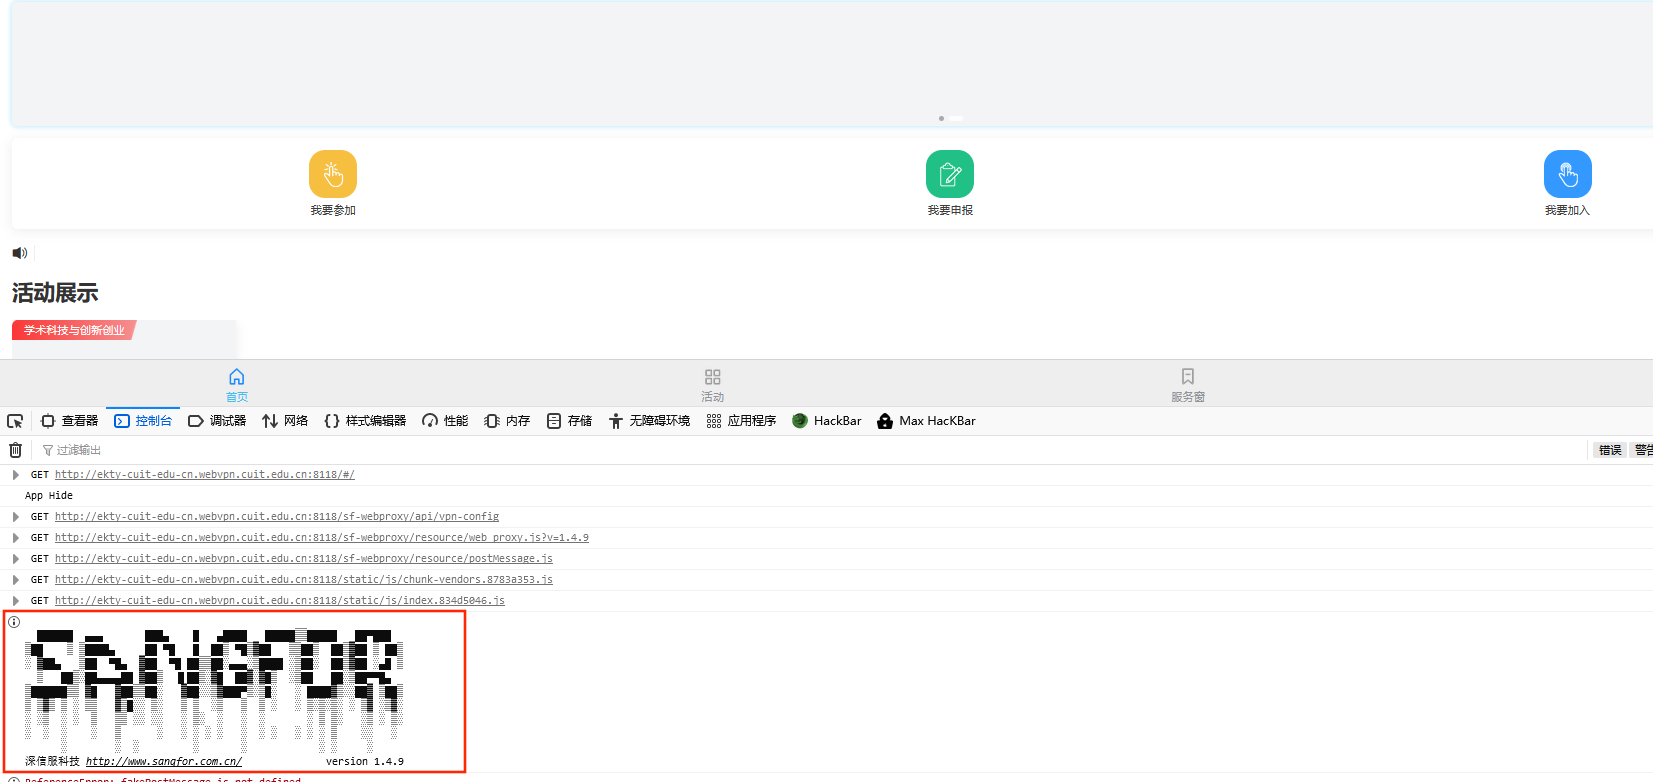 我要参加
我要申报
我要加入
活动展示
学术科技与创新创业
首页
活动
服务窗
查看器
控制台
调试器
网络
样式编辑器
性能
内存
存储
无障碍环境
应用程序
HackBar
Max HacKBar
过滤输出
错误
警告
GET http://ekty-cuit-edu-cn.webvpn.cuit.edu.cn:8118/#/
App Hide
GET http://ekty-cuit-edu-cn.webvpn.cuit.edu.cn:8118/sf-webproxy/api/vpn-config
GET http://ekty-cuit-edu-cn.webvpn.cuit.edu.cn:8118/sf-webproxy/resource/web_proxy.js?v=1.4.9
GET http://ekty-cuit-edu-cn.webvpn.cuit.edu.cn:8118/sf-webproxy/resource/postMessage.js
GET http://ekty-cuit-edu-cn.webvpn.cuit.edu.cn:8118/static/js/chunk-vendors.8783a353.js
GET http://ekty-cuit-edu-cn.webvpn.cuit.edu.cn:8118/static/js/index.834d5046.js
SANGFOR
深信服科技 http://www.sangfor.com.cn/ version 1.4.9
ReferenceError: fakePostMessage is not defined